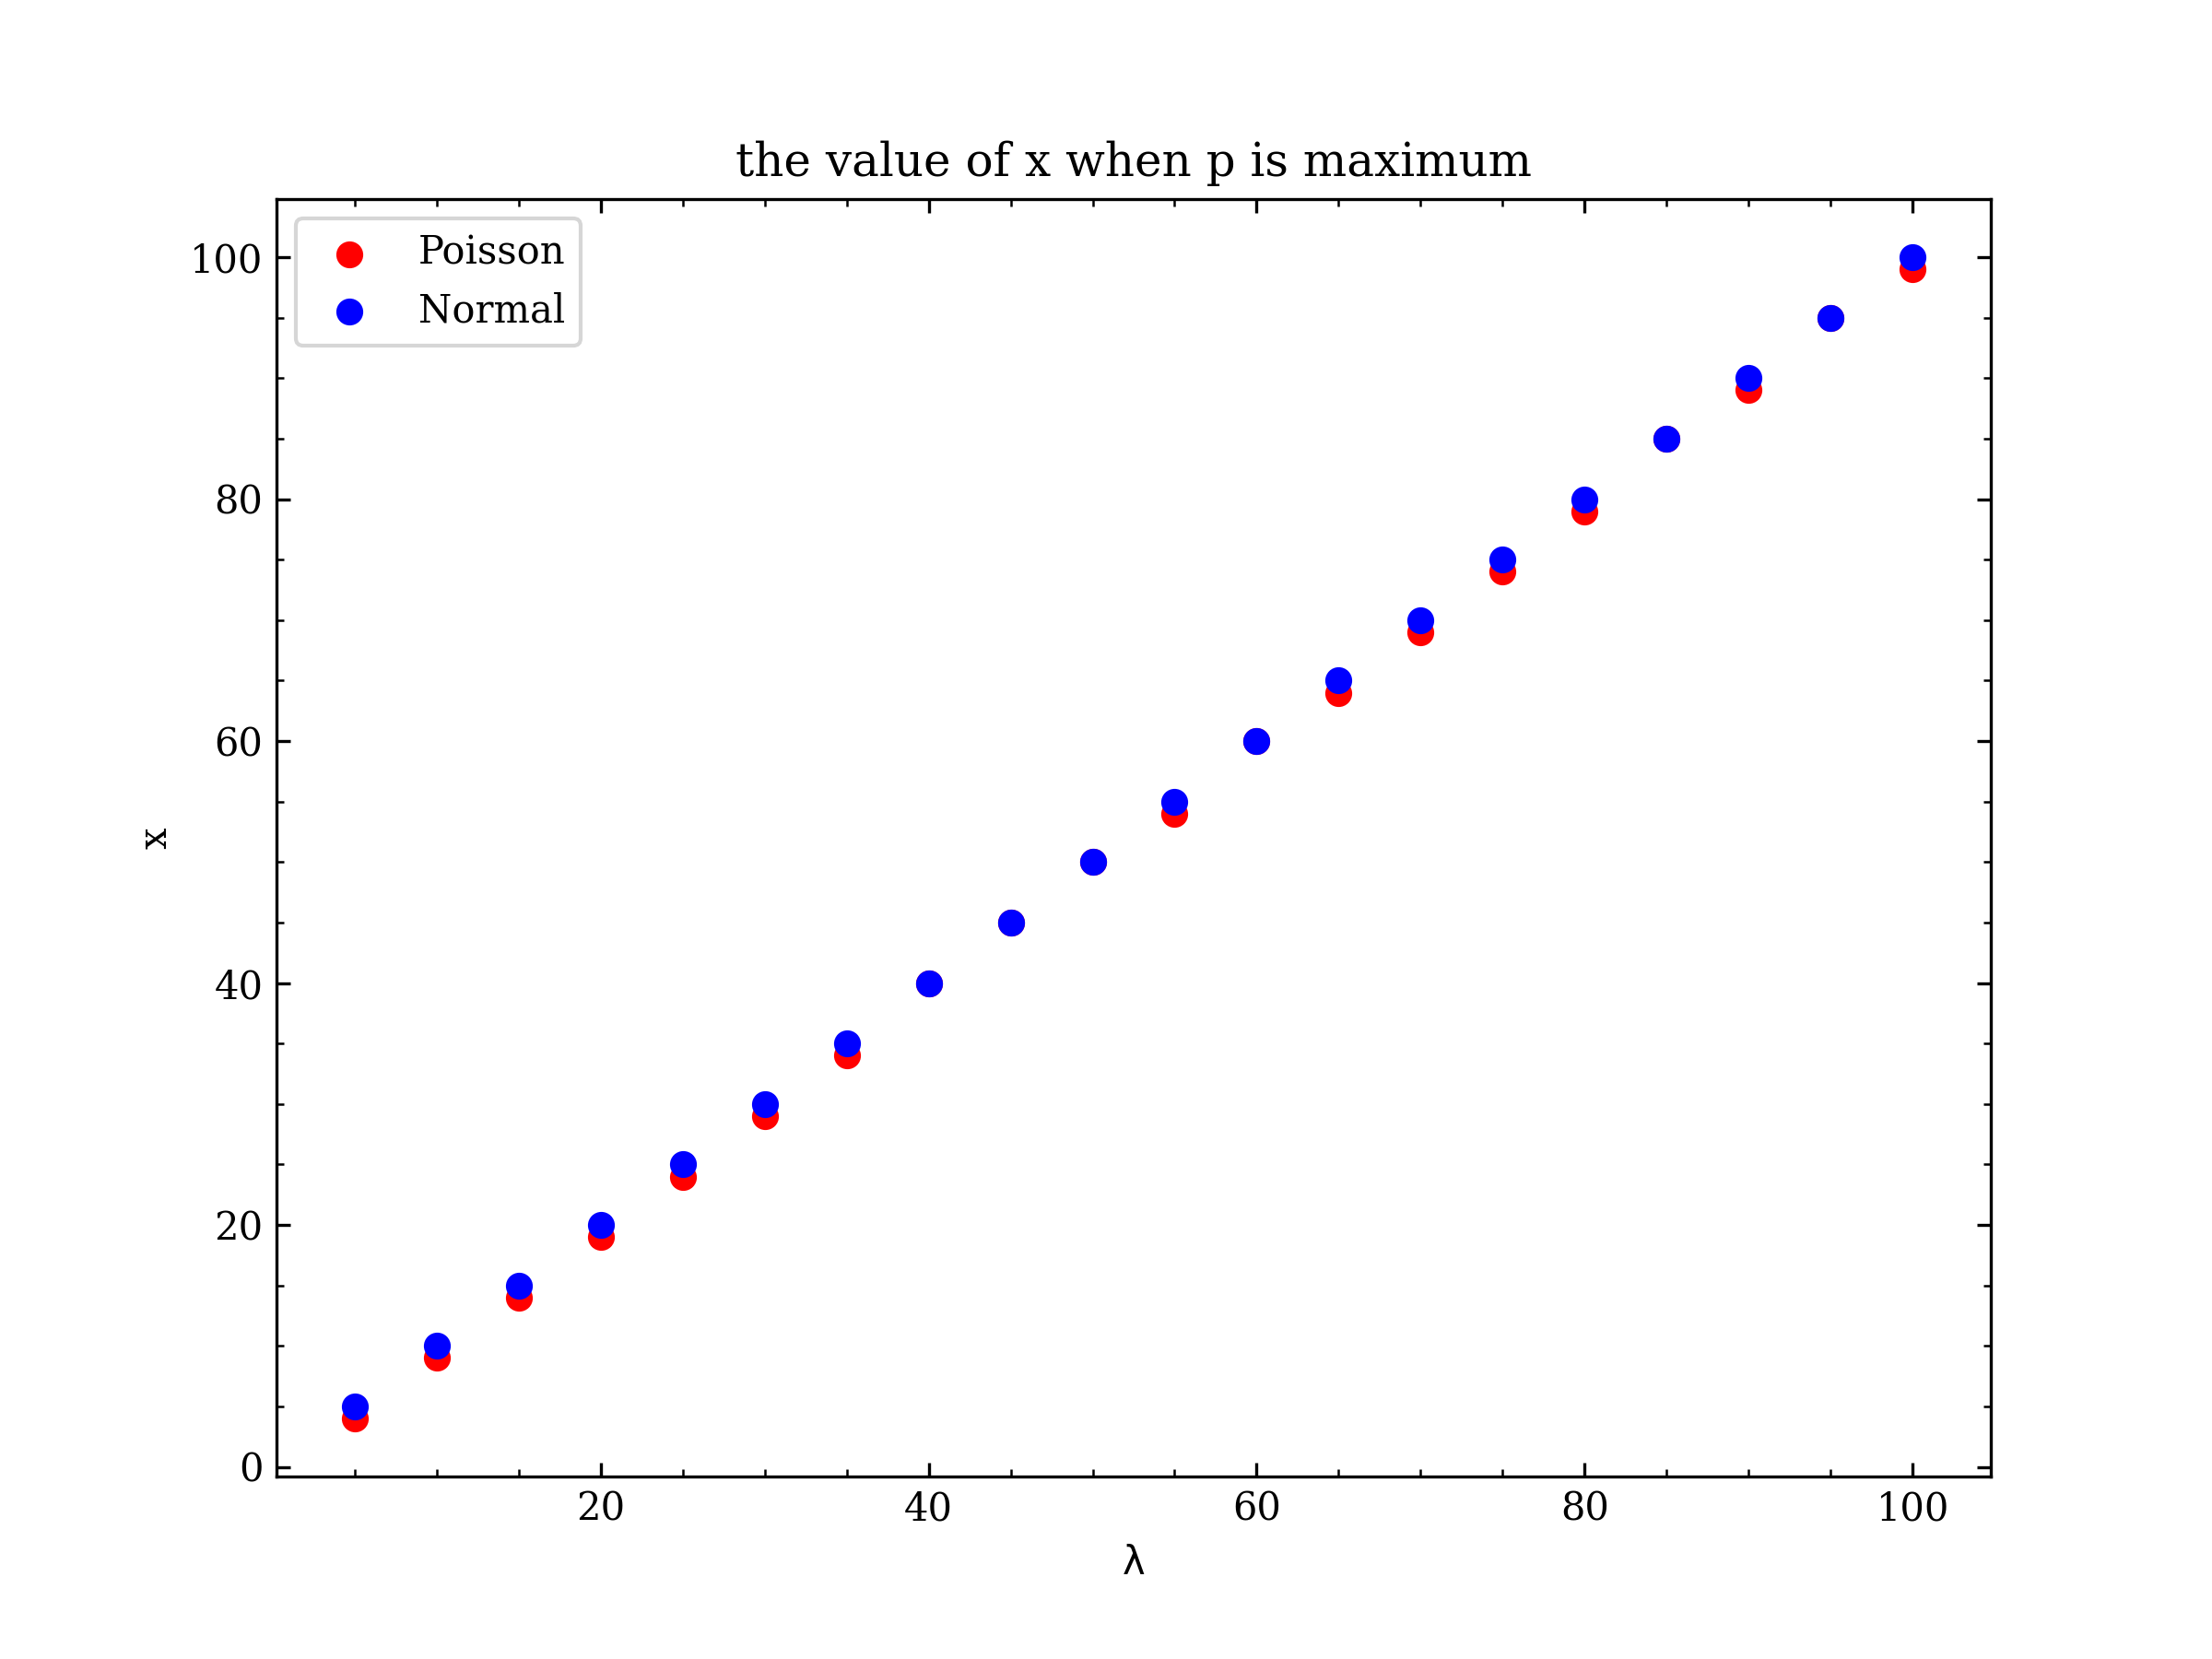 the value of x when p is maximum
Poisson
Normal
100
80
60
40
20
0
x
20 40 60 80 100
λ